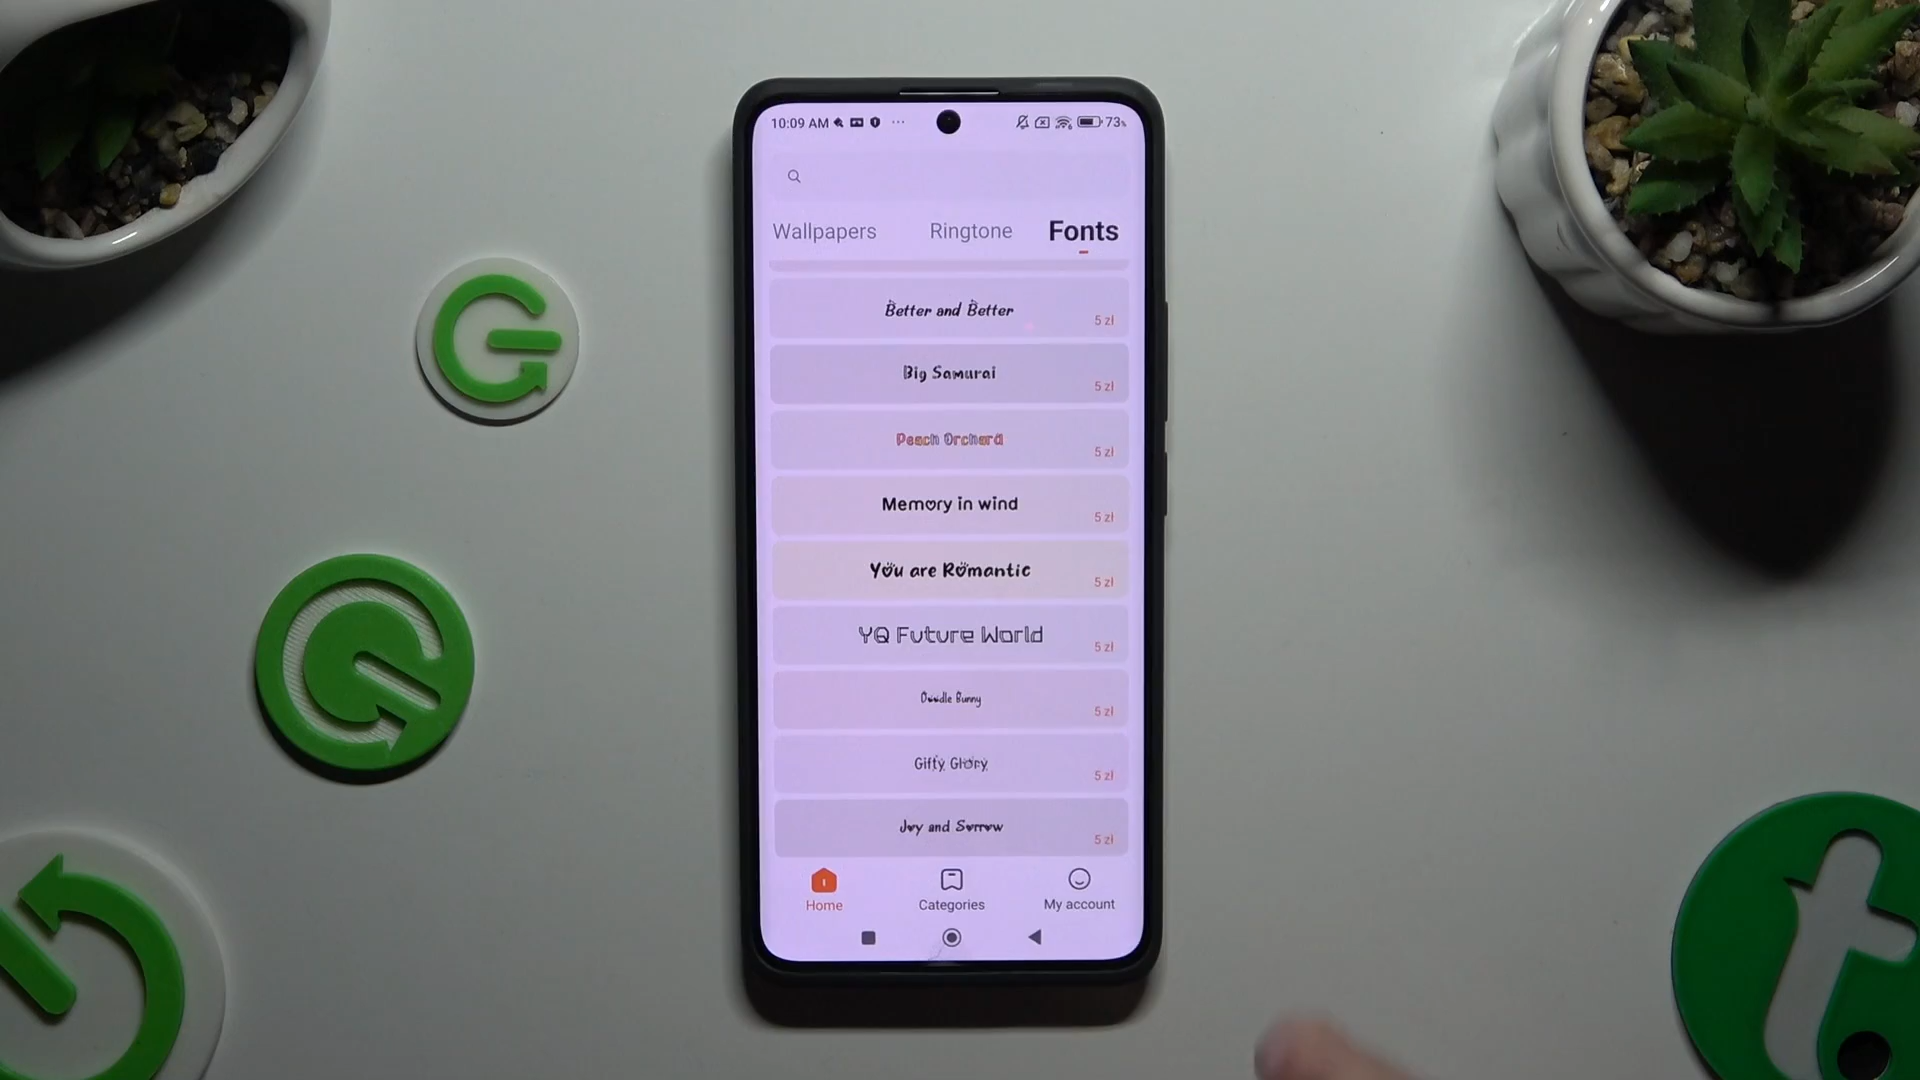 10:09 AM ... 73%
Wallpapers Ringtone Fonts
Better and Better 5 zł
Big Samurai 5 zł
Peach Orchard 5 zł
Memory in wind 5 zł
You are Romantic 5 zł
YQ Future World 5 zł
Doodle Bunny 5 zł
Gifty Glory 5 zł
Joy and Sorrow 5 zł
Home Categories My account